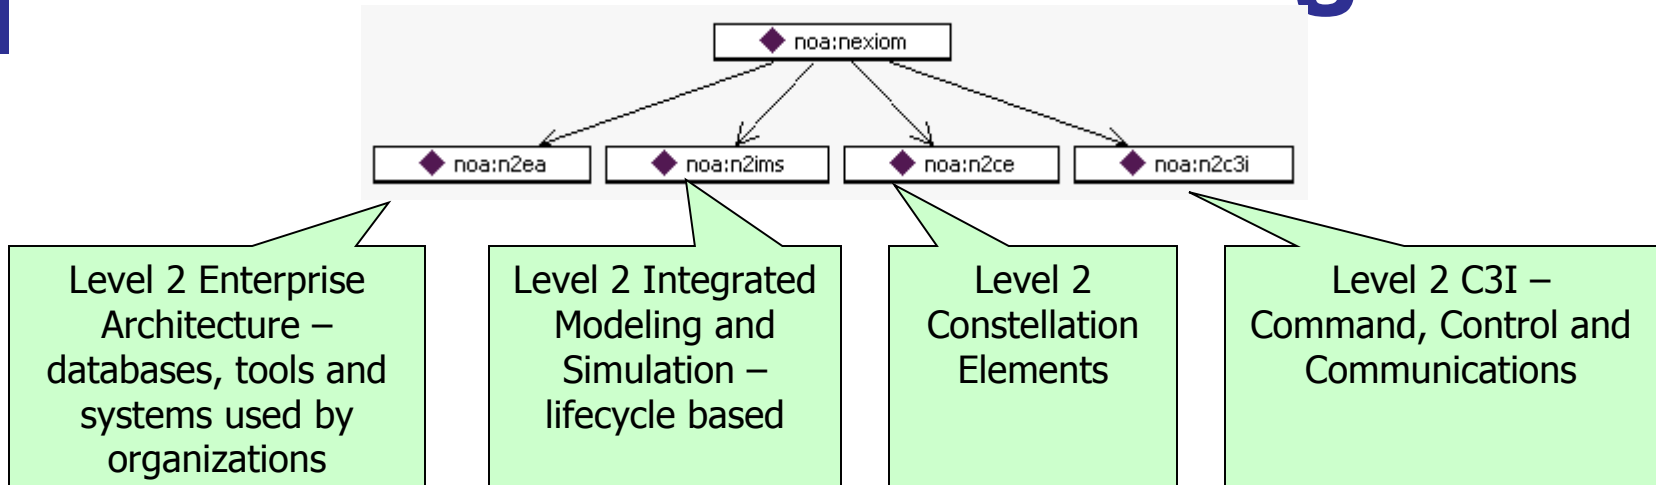 noa:nexiom
noa:n2ea
noa:n2ims
noa:n2ce
noa:n2c3i
Level 2 Enterprise
Architecture –
databases, tools and
systems used by
organizations
Level 2 Integrated
Modeling and
Simulation –
lifecycle based
Level 2
Constellation
Elements
Level 2 C3I –
Command, Control and
Communications